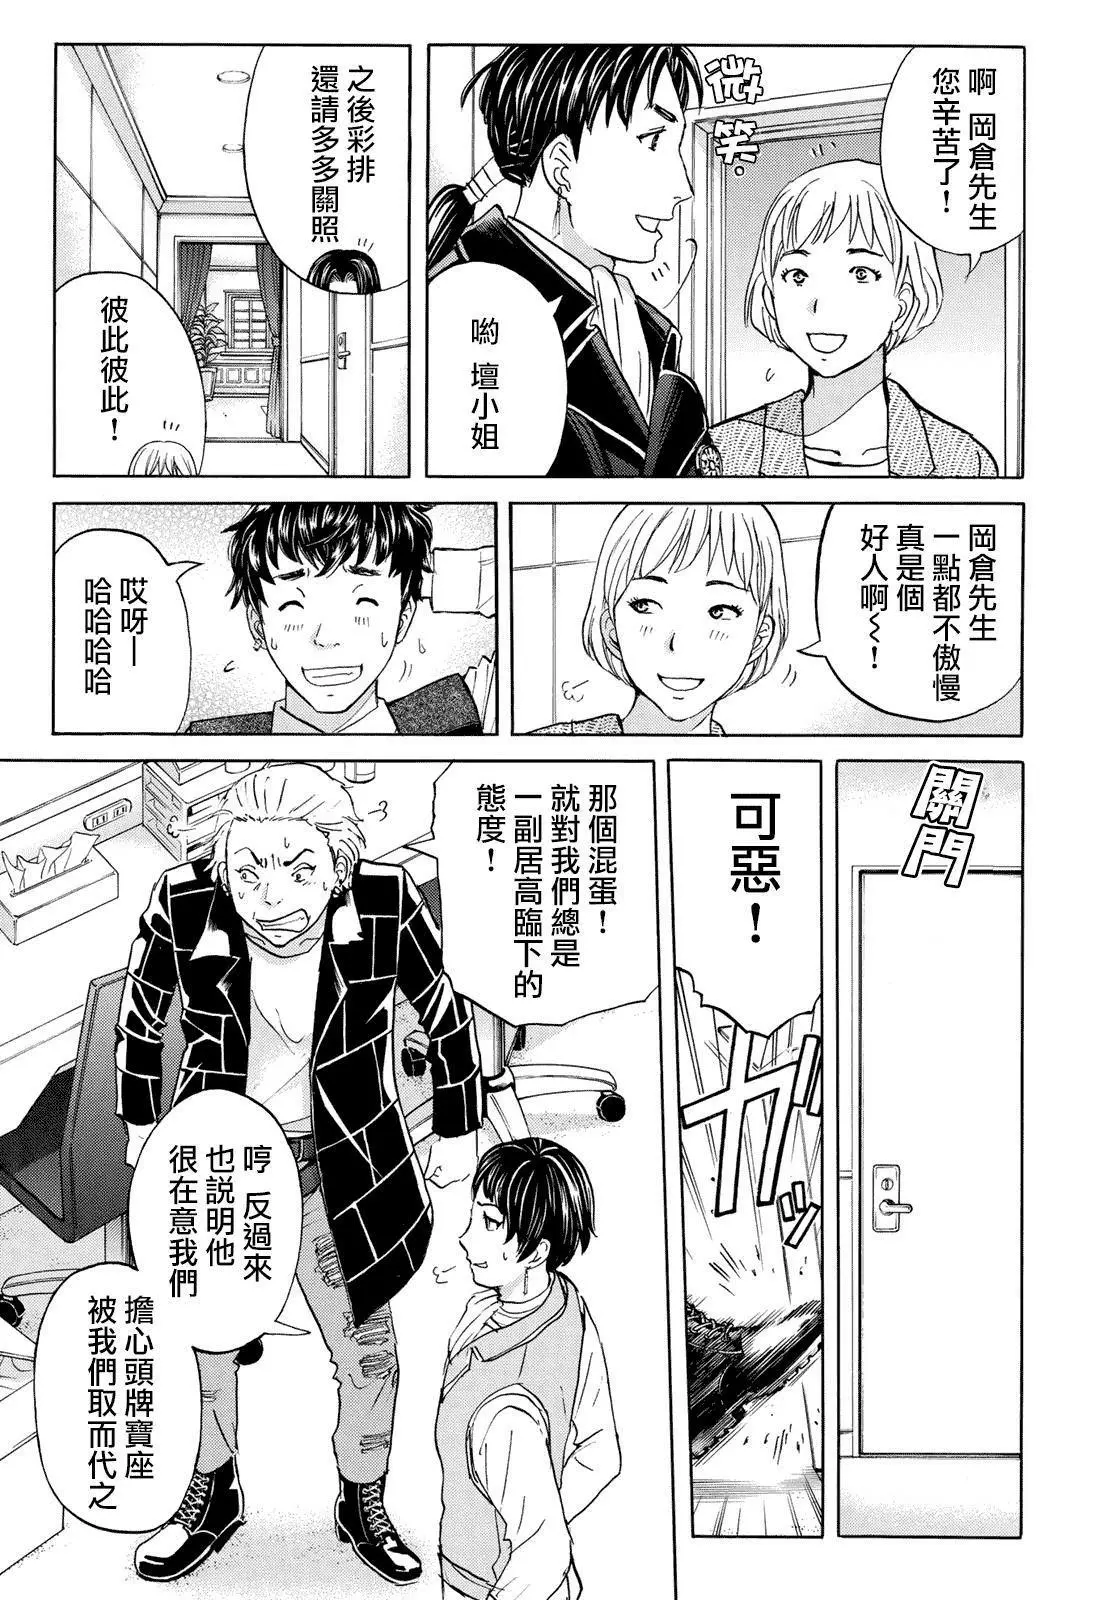 啊 岡倉先生
您辛苦了！
微笑
喲 壇小姐
之後彩排
還請多多關照
彼此彼此！
岡倉先生
一點都不傲慢
真是個
好人啊～！
哎呀—
哈哈哈哈
關門
可惡！
ガッ
那個混蛋！
就對我們總是
一副居高臨下的
態度！
哼 反過來
也説明他
很在意我們
擔心頭牌寶座
被我們取而代之